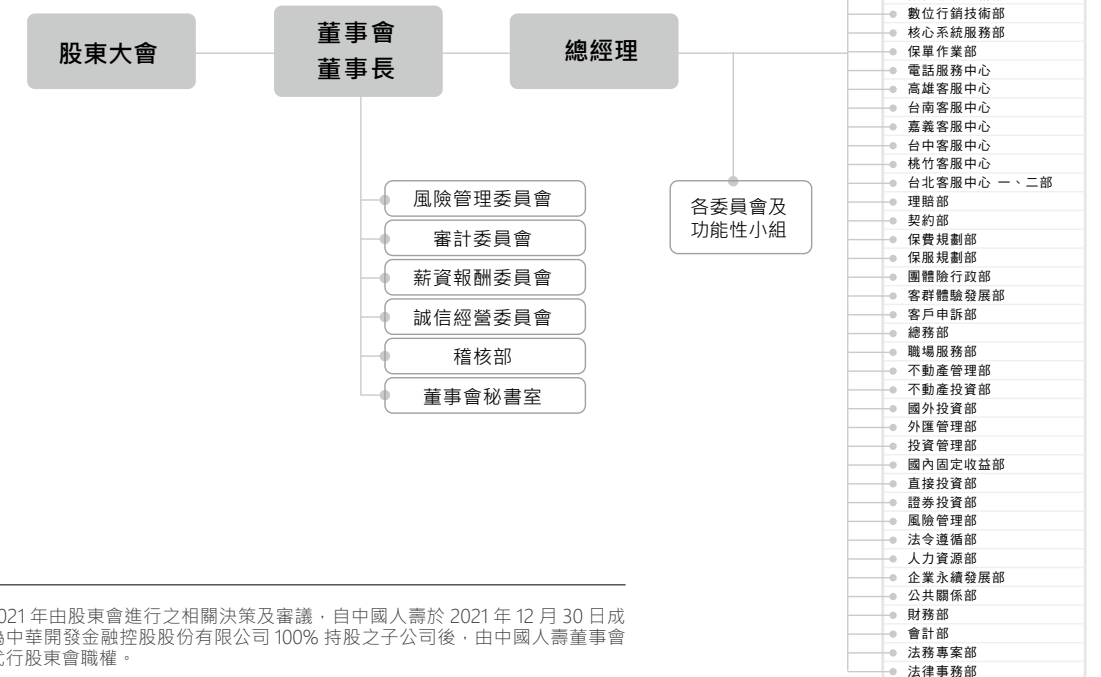 股東大會
董事會
董事長
總經理
風險管理委員會
審計委員會
薪資報酬委員會
誠信經營委員會
稽核部
董事會秘書室
各委員會及
功能性小組
數位行銷技術部
核心系統服務部
保單作業部
電話服務中心
高雄客服中心
台南客服中心
嘉義客服中心
台中客服中心
桃竹客服中心
台北客服中心 一、二部
理賠部
契約部
保費規劃部
保服規劃部
團體險行政部
客群體驗發展部
客戶申訴部
總務部
職場服務部
不動產管理部
不動產投資部
國外投資部
外匯管理部
投資管理部
國內固定收益部
直接投資部
證券投資部
風險管理部
法令遵循部
人力資源部
企業永續發展部
公共關係部
財務部
會計部
法務專案部
法律事務部
021 年由股東會進行之相關決策及審議，自中國人壽於 2021 年 12 月 30 日成
為中華開發金融控股股份有限公司 100% 持股之子公司後，由中國人壽董事會
代行股東會職權。